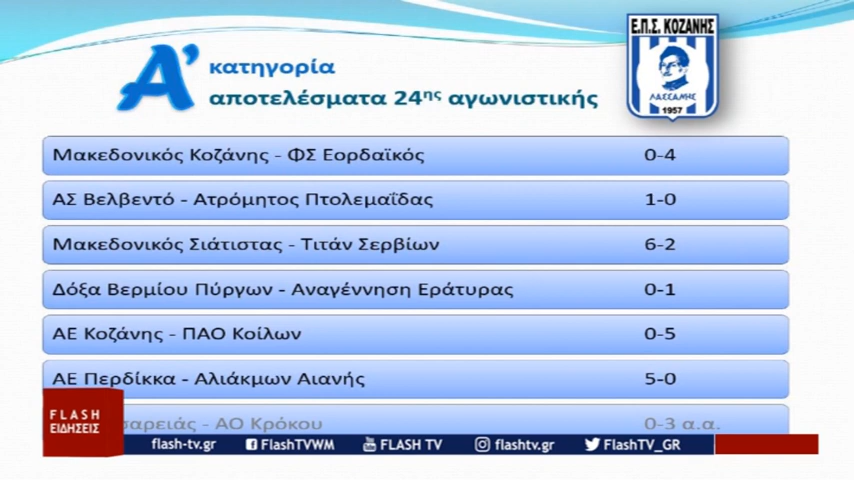 Ε.Π.Σ. ΚΟΖΑΝΗΣ
ΛΑΣΣΑΝΗΣ
1957
Α' κατηγορία
αποτελέσματα 24ης αγωνιστικής
Μακεδονικός Κοζάνης - ΦΣ Εορδαϊκός 0-4
ΑΣ Βελβεντό - Ατρόμητος Πτολεμαΐδας 1-0
Μακεδονικός Σιάτιστας - Τιτάν Σερβίων 6-2
Δόξα Βερμίου Πύργων - Αναγέννηση Εράτυρας 0-1
ΑΕ Κοζάνης - ΠΑΟ Κοίλων 0-5
ΑΕ Περδίκκα - Αλιάκμων Αιανής 5-0
σαρειάς - ΑΟ Κρόκου 0-3 α.α.
FLASH
ΕΙΔΗΣΕΙΣ
flash-tv.gr FlashTVWM FLASH TV flashtv.gr FlashTV_GR